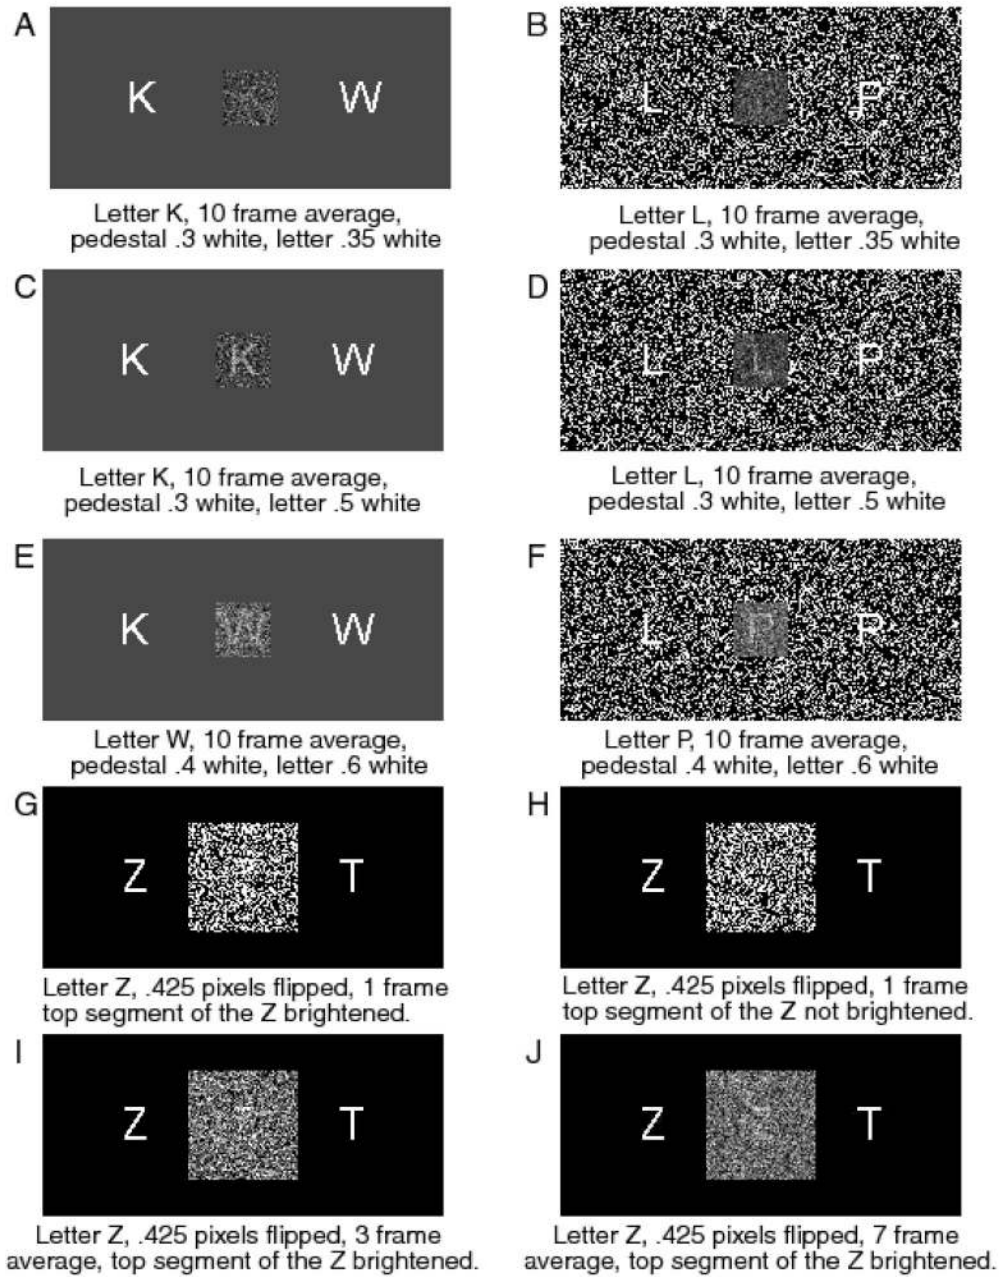 A
B
K K W
L P
Letter K, 10 frame average,
pedestal .3 white, letter .35 white
Letter L, 10 frame average,
pedestal .3 white, letter .35 white
C
D
K K W
L L P
Letter K, 10 frame average,
pedestal .3 white, letter .5 white
Letter L, 10 frame average,
pedestal .3 white, letter .5 white
E
F
K W W
L P P
Letter W, 10 frame average,
pedestal .4 white, letter .6 white
Letter P, 10 frame average,
pedestal .4 white, letter .6 white
G
H
Z T
Z T
Letter Z, .425 pixels flipped, 1 frame
top segment of the Z brightened.
Letter Z, .425 pixels flipped, 1 frame
top segment of the Z not brightened.
I
J
Z T
Z Z T
Letter Z, .425 pixels flipped, 3 frame
average, top segment of the Z brightened.
Letter Z, .425 pixels flipped, 7 frame
average, top segment of the Z brightened.